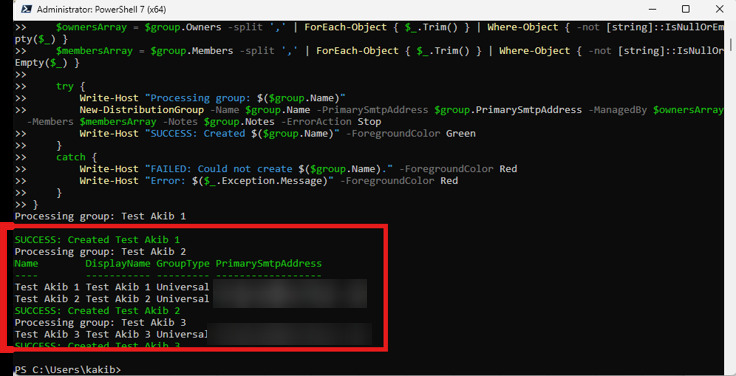 Administrator: PowerShell 7 (x64)
>>     $ownersArray = $group.Owners -split ',' | ForEach-Object { $_.Trim() } | Where-Object { -not [string]::IsNullOrEm
pty($_) }
>>     $membersArray = $group.Members -split ',' | ForEach-Object { $_.Trim() } | Where-Object { -not [string]::IsNullOr
Empty($_) }
>>
>>     try {
>>         Write-Host "Processing group: $($group.Name)"
>>         New-DistributionGroup -Name $group.Name -PrimarySmtpAddress $group.PrimarySmtpAddress -ManagedBy $ownersArray
-Members $membersArray -Notes $group.Notes -ErrorAction Stop
>>         Write-Host "SUCCESS: Created $($group.Name)" -ForegroundColor Green
>>     }
>>     catch {
>>         Write-Host "FAILED: Could not create $($group.Name)." -ForegroundColor Red
>>         Write-Host "Error: $($_.Exception.Message)" -ForegroundColor Red
>>     }
>> }
Processing group: Test Akib 1
SUCCESS: Created Test Akib 1
Processing group: Test Akib 2
Name        DisplayName GroupType PrimarySmtpAddress
----        ----------- --------- ------------------
Test Akib 1 Test Akib 1 Universal
Test Akib 2 Test Akib 2 Universal
SUCCESS: Created Test Akib 2
Processing group: Test Akib 3
Test Akib 3 Test Akib 3 Universal
SUCCESS: Created Test Akib 3
PS C:\Users\kakib>